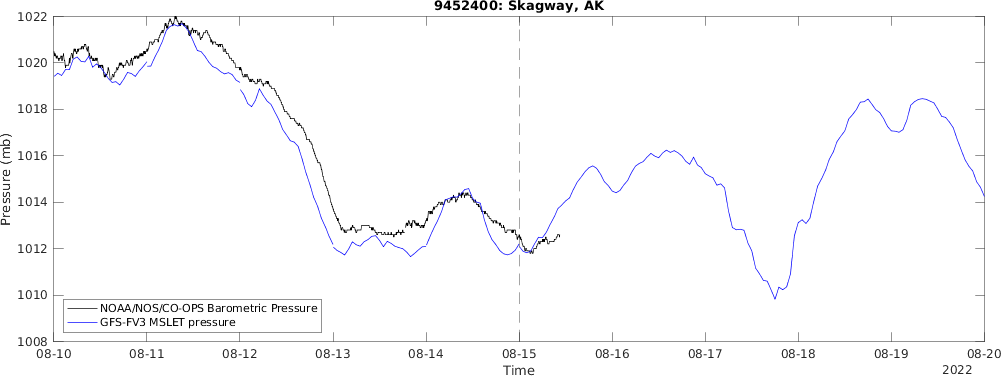 9452400: Skagway, AK
1022
1020
1018
1016
1014
1012
1010
1008
Pressure (mb)
NOAA/NOS/CO-OPS Barometric Pressure
GFS-FV3 MSLET pressure
08-10 08-11 08-12 08-13 08-14 08-15 08-16 08-17 08-18 08-19 08-20
Time
2022